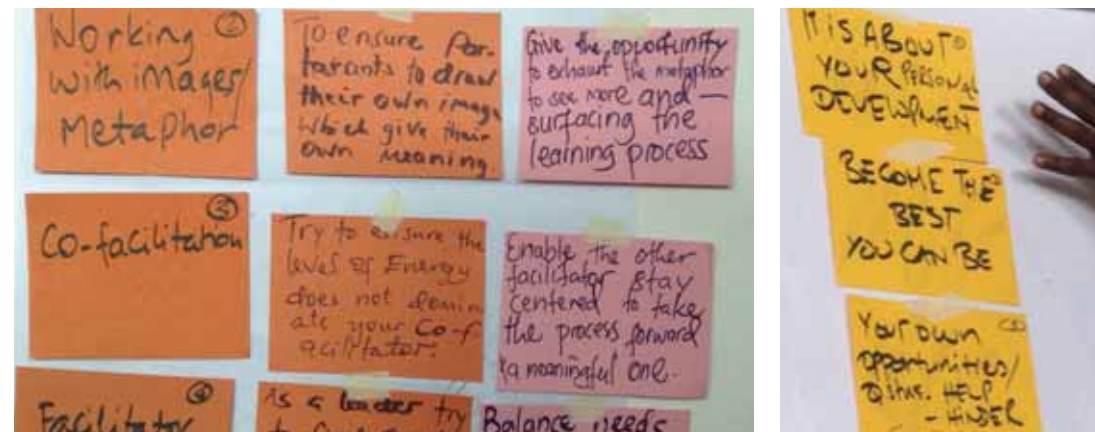 Working ②
with images/
Metaphor
To ensure Par-
tacants to draw
their own image
which give their
own meaning
Give the opportunity
to exhaust the metaphor
to see more and —
surfacing the
learning process
③
Co-facilitation
Try to ensure the
levels of Energy
does not domin
ate your Co-f
acilitator.
Enable the other
facilitator stay
centered to take
the process forward
(a meaningful one.
④
Facilitator
As a leader try
Balance needs
IT IS ABOUT
YOUR PERSONAL
DEVELOPMENT
BECOME THE
BEST
YOU CAN BE
Your own
opportunities/
HELP
- HINDER